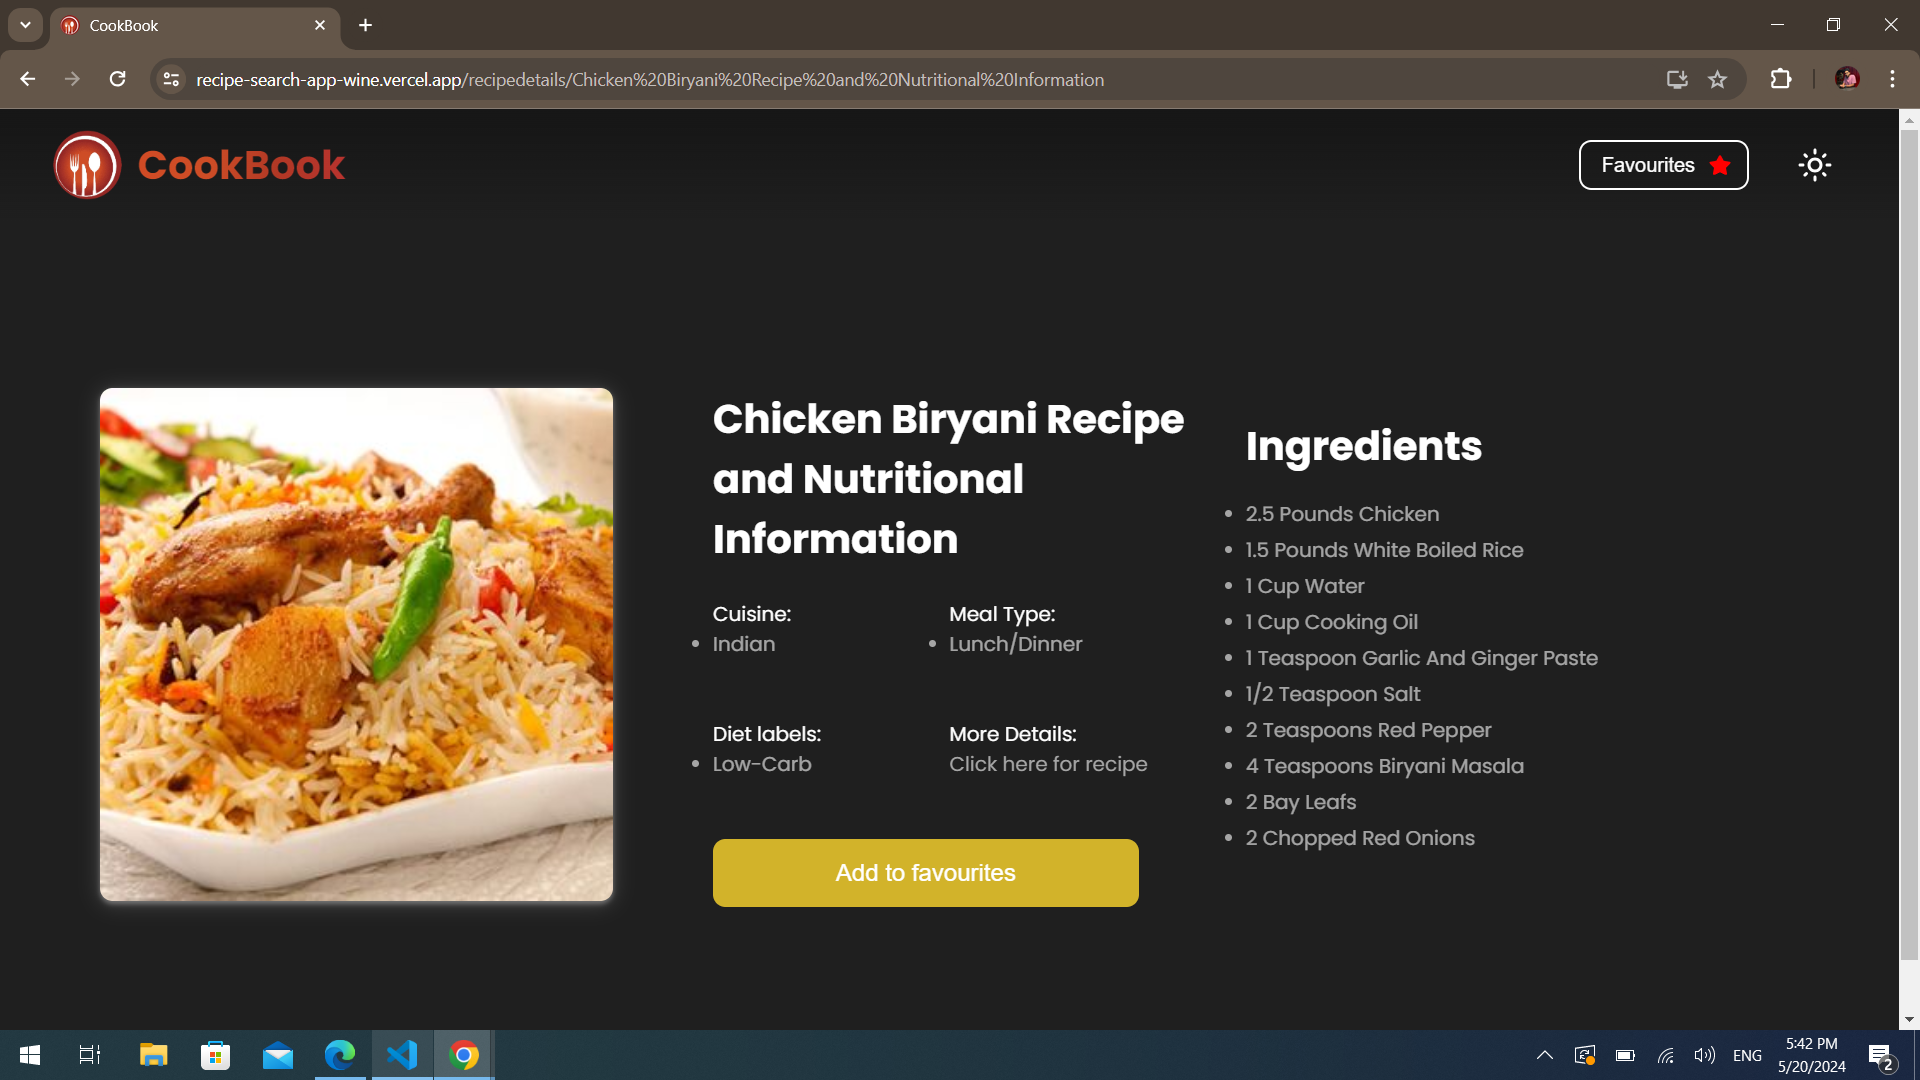 CookBook
recipe-search-app-wine.vercel.app/recipedetails/Chicken%20Biryani%20Recipe%20and%20Nutritional%20Information
CookBook
Favourites
Chicken Biryani Recipe
and Nutritional
Information
Cuisine:
Indian
Meal Type:
Lunch/Dinner
Diet labels:
Low-Carb
More Details:
Click here for recipe
Add to favourites
Ingredients
2.5 Pounds Chicken
1.5 Pounds White Boiled Rice
1 Cup Water
1 Cup Cooking Oil
1 Teaspoon Garlic And Ginger Paste
1/2 Teaspoon Salt
2 Teaspoons Red Pepper
4 Teaspoons Biryani Masala
2 Bay Leafs
2 Chopped Red Onions
ENG
5:42 PM
5/20/2024
2